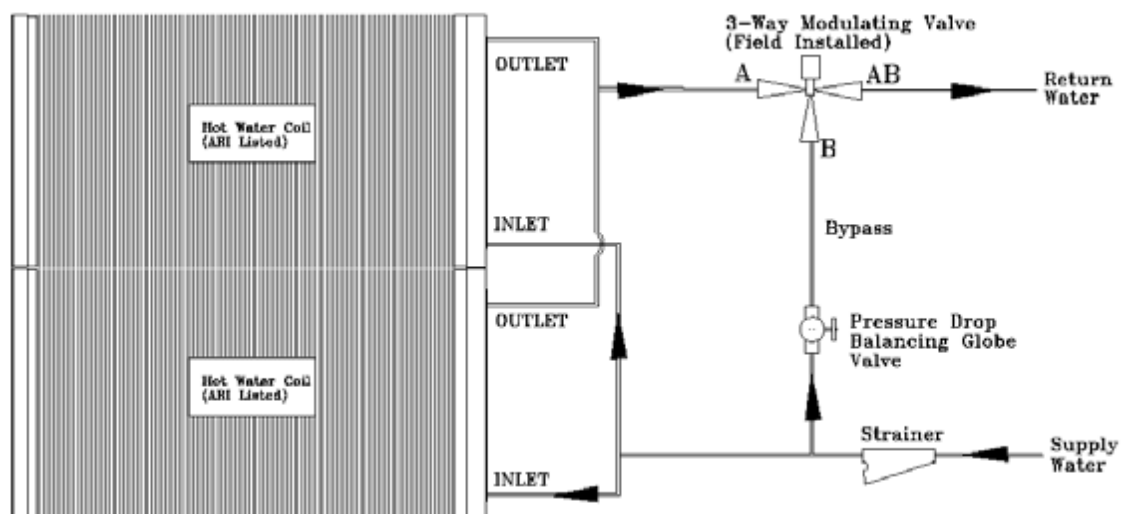 3-Way Modulating Valve
(Field Installed)
OUTLET
A
AB
Return
Water
Hot Water Coil
(ARI Listed)
B
INLET
Bypass
OUTLET
Pressure Drop
Balancing Globe
Valve
Hot Water Coil
(ARI Listed)
Strainer
Supply
Water
INLET